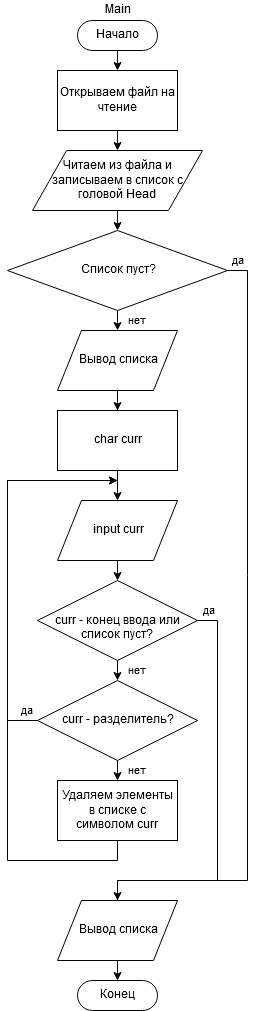 Main
Начало
Открываем файл на
чтение
Читаем из файла и
записываем в список с
головой Head
Список пуст?
да
нет
Вывод списка
char curr
input curr
curr - конец ввода или
список пуст?
да
нет
curr - разделитель?
да
нет
Удаляем элементы
в списке с
символом curr
Вывод списка
Конец